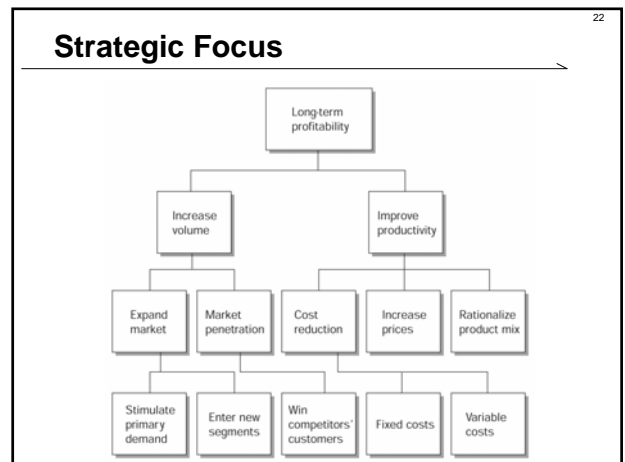 22
Strategic Focus
Long-term
profitability
Increase
volume
Improve
productivity
Expand
market
Market
penetration
Cost
reduction
Increase
prices
Rationalize
product mix
Stimulate
primary
demand
Enter new
segments
Win
competitors'
customers
Fixed costs
Variable
costs